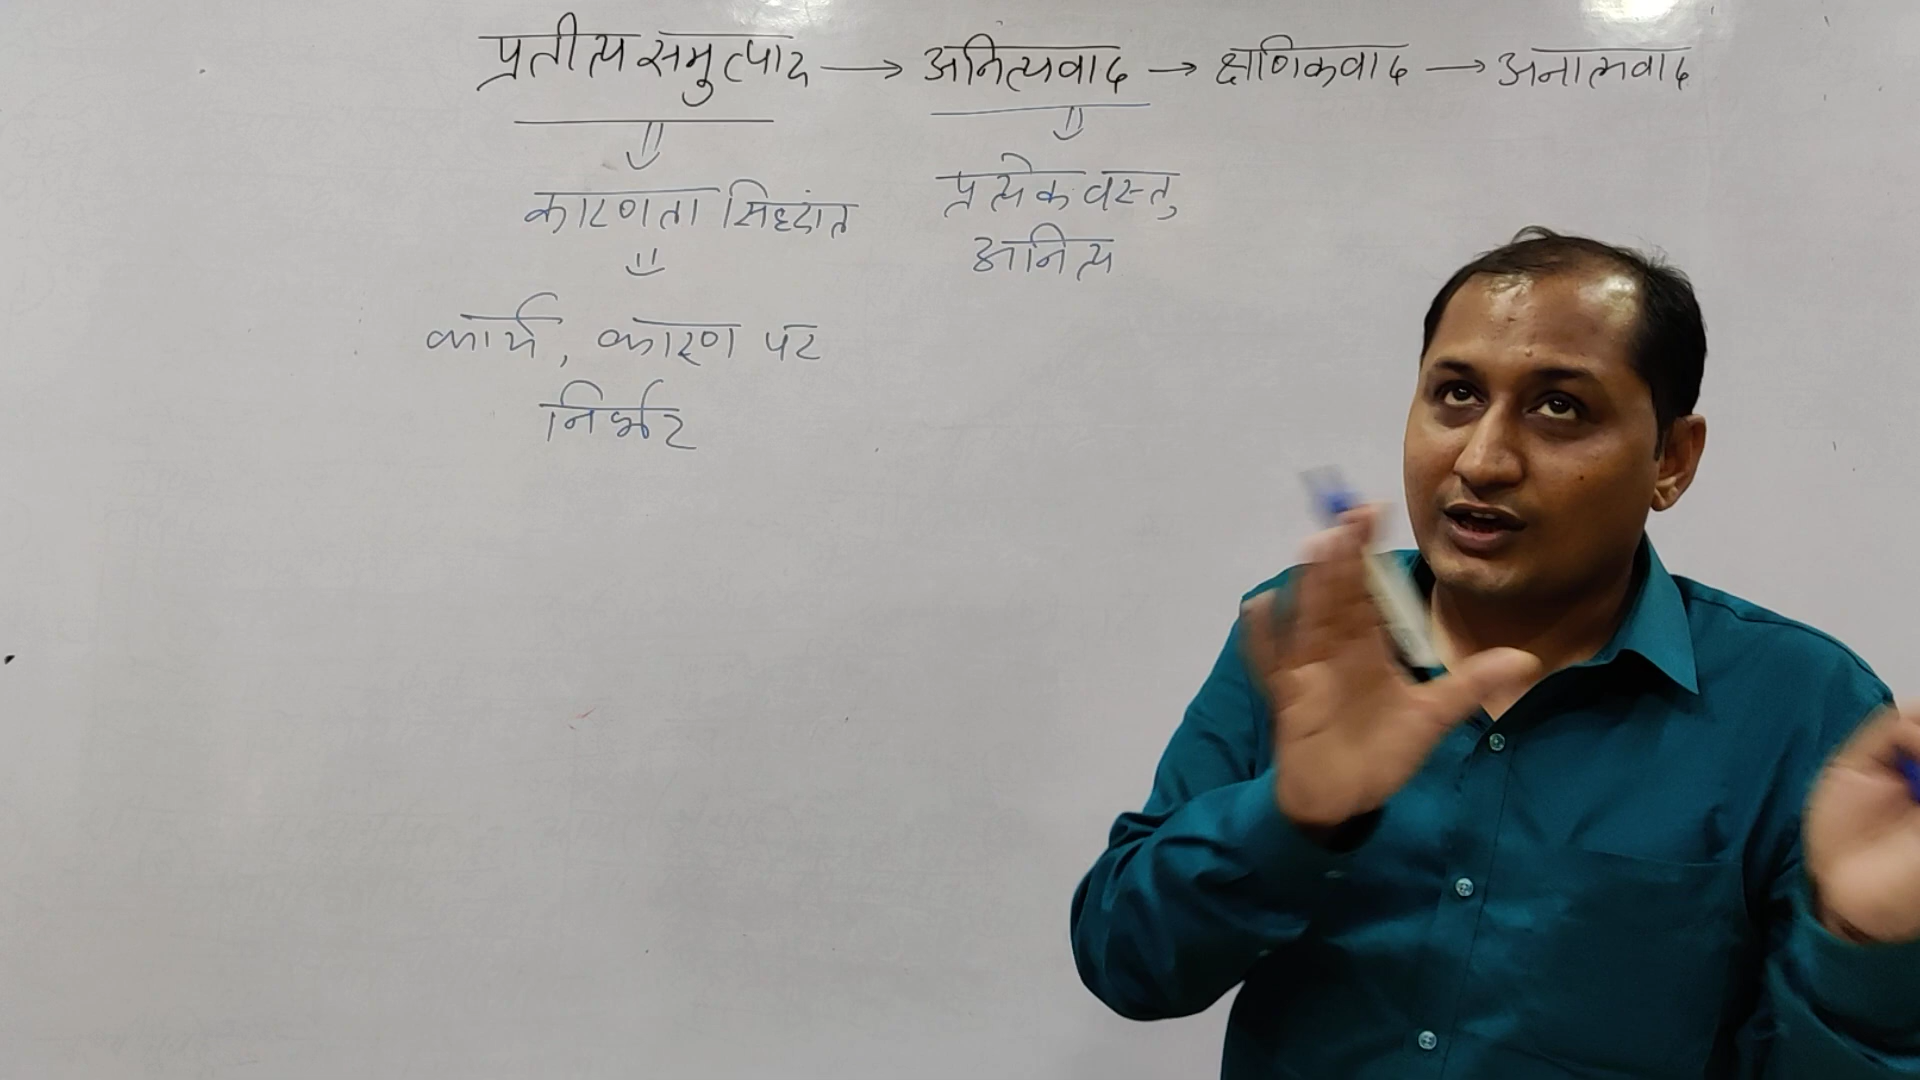 प्रतीत्यसमुत्पाद → अनित्यवाद → क्षणिकवाद → अनात्मवाद
कारणता सिध्दांत
कार्य, कारण पर
निर्भर
प्रत्येक वस्तु
अनित्य